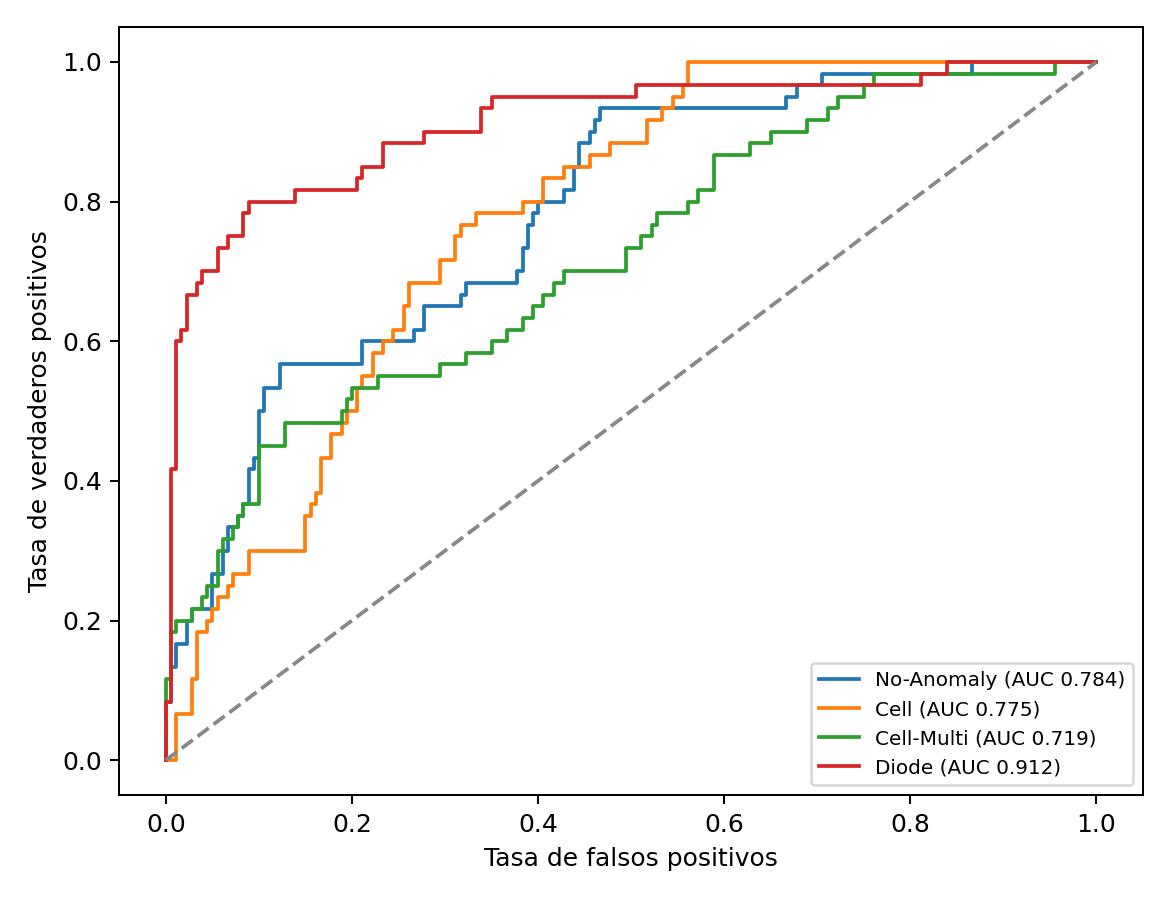 1.0
0.8
0.6
0.4
0.2
0.0
Tasa de verdaderos positivos
No-Anomaly (AUC 0.784)
Cell (AUC 0.775)
Cell-Multi (AUC 0.719)
Diode (AUC 0.912)
0.0 0.2 0.4 0.6 0.8 1.0
Tasa de falsos positivos